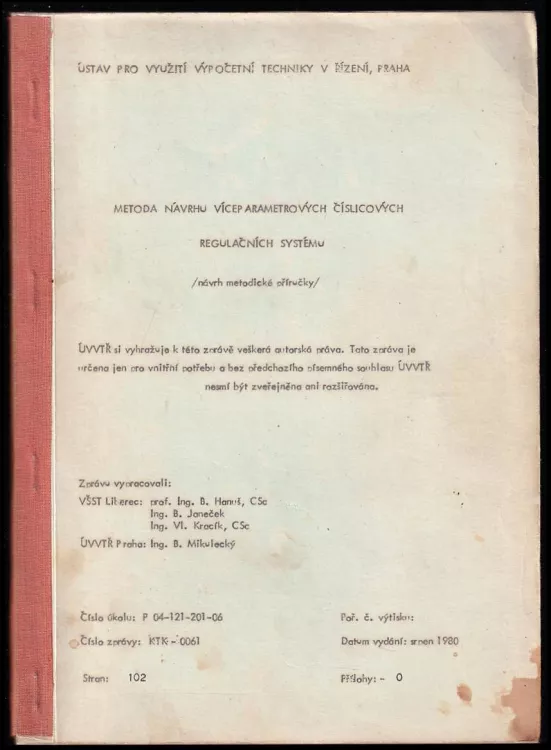 ÚSTAV PRO VYUŽITÍ VÝPOČETNÍ TECHNIKY V ŘÍZENÍ, PRAHA
METODA NÁVRHU VÍCEPARAMETROVÝCH ČÍSLICOVÝCH
REGULAČNÍCH SYSTÉMU
/návrh metodické příručky/
ÚVVTŘ si vyhražuje k této zprávě veškerá autorská práva. Tato zpráva je
určena jen pro vnitřní potřebu a bez předchozího písemného souhlasu ÚVVTŘ
nesmí být zveřejněna ani rozšiřována.
Zprávu vypracovali:
VŠST Liberec: prof. Ing. B. Hanuš, CSc
Ing. B. Janeček
Ing. Vl. Kracík, CSc
ÚVVTŘ Praha: Ing. B. Mikulecký
Číslo úkolu: P 04-121-201-06
Poř. č. výtisku:
Číslo zprávy: KTK - 0061
Datum vydání: srpen 1980
Stran: 102
Přílohy: - 0